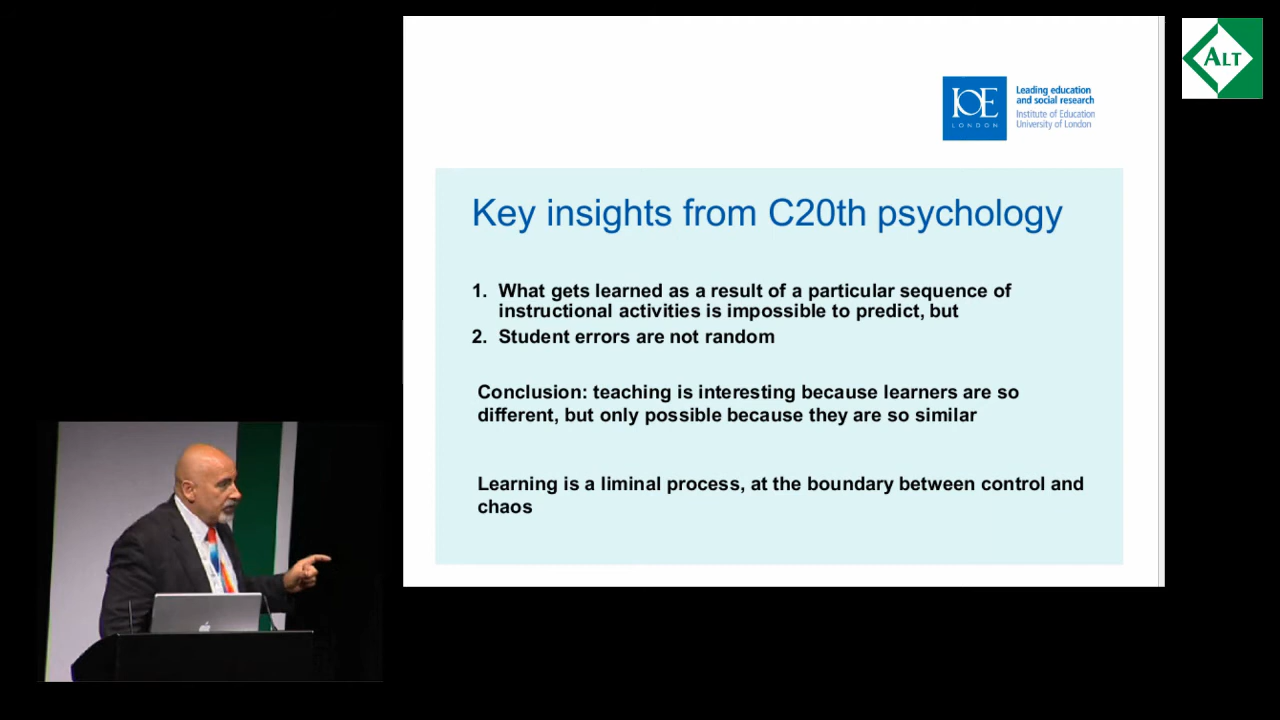 ALT
IOE
LONDON
Leading education
and social research
Institute of Education
University of London
Key insights from C20th psychology
1. What gets learned as a result of a particular sequence of
instructional activities is impossible to predict, but
2. Student errors are not random
Conclusion: teaching is interesting because learners are so
different, but only possible because they are so similar
Learning is a liminal process, at the boundary between control and
chaos